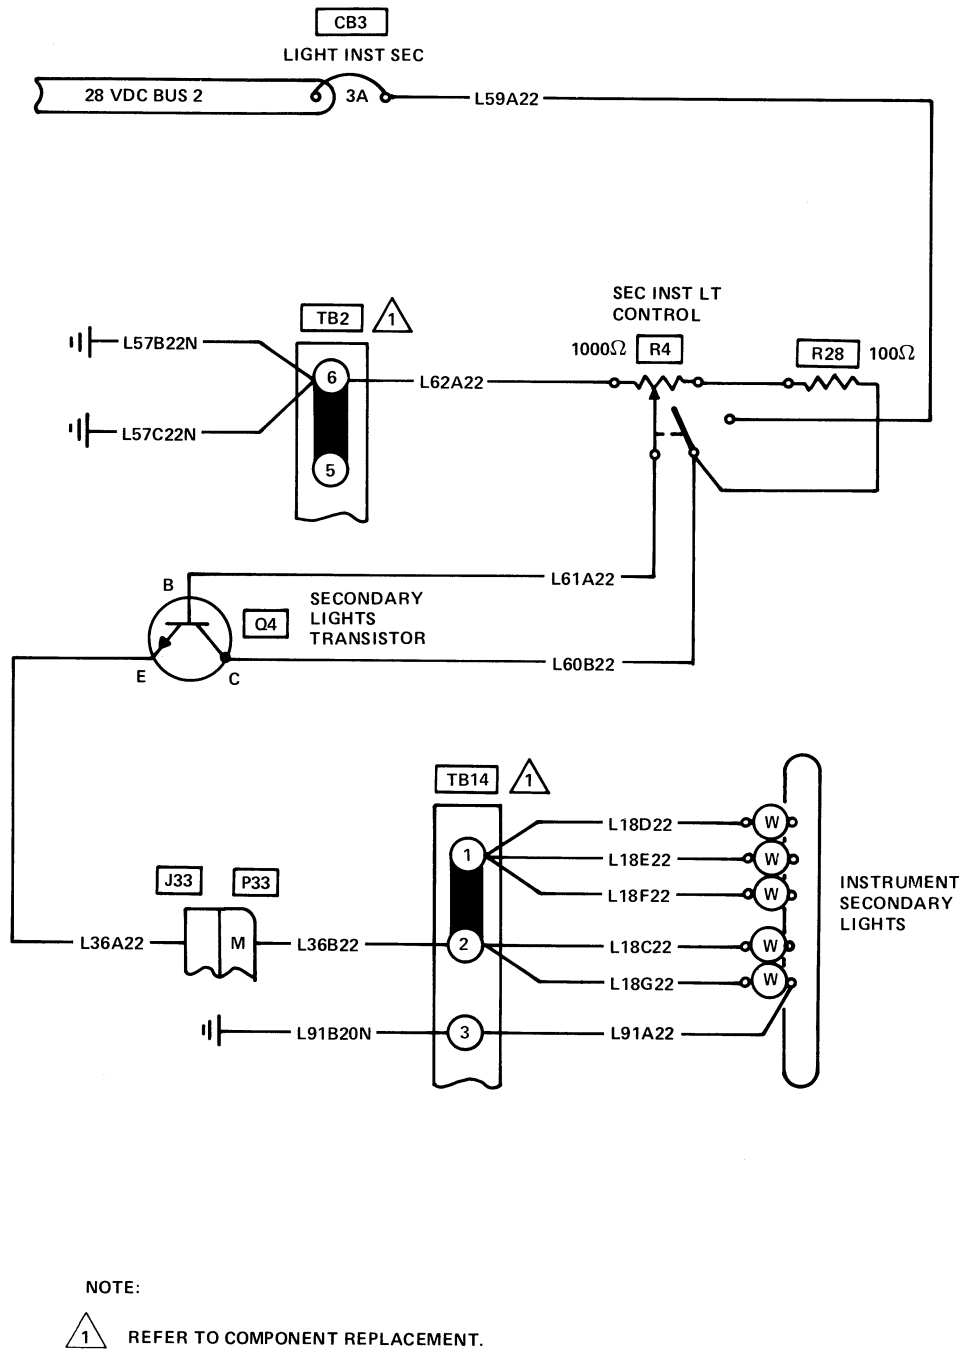 CB3
LIGHT INST SEC
28 VDC BUS 2
3A
L59A22
SEC INST LT
CONTROL
TB2
1
1000Ω
R4
R28
100Ω
L57B22N
6
L62A22
L57C22N
5
B
L61A22
Q4
SECONDARY
LIGHTS
TRANSISTOR
E
C
L60B22
TB14
1
1
L18D22
W
L18E22
W
L18F22
W
J33
P33
INSTRUMENT
SECONDARY
LIGHTS
L36A22
M
L36B22
2
L18C22
W
L18G22
W
L91B20N
3
L91A22
NOTE:
1
REFER TO COMPONENT REPLACEMENT.